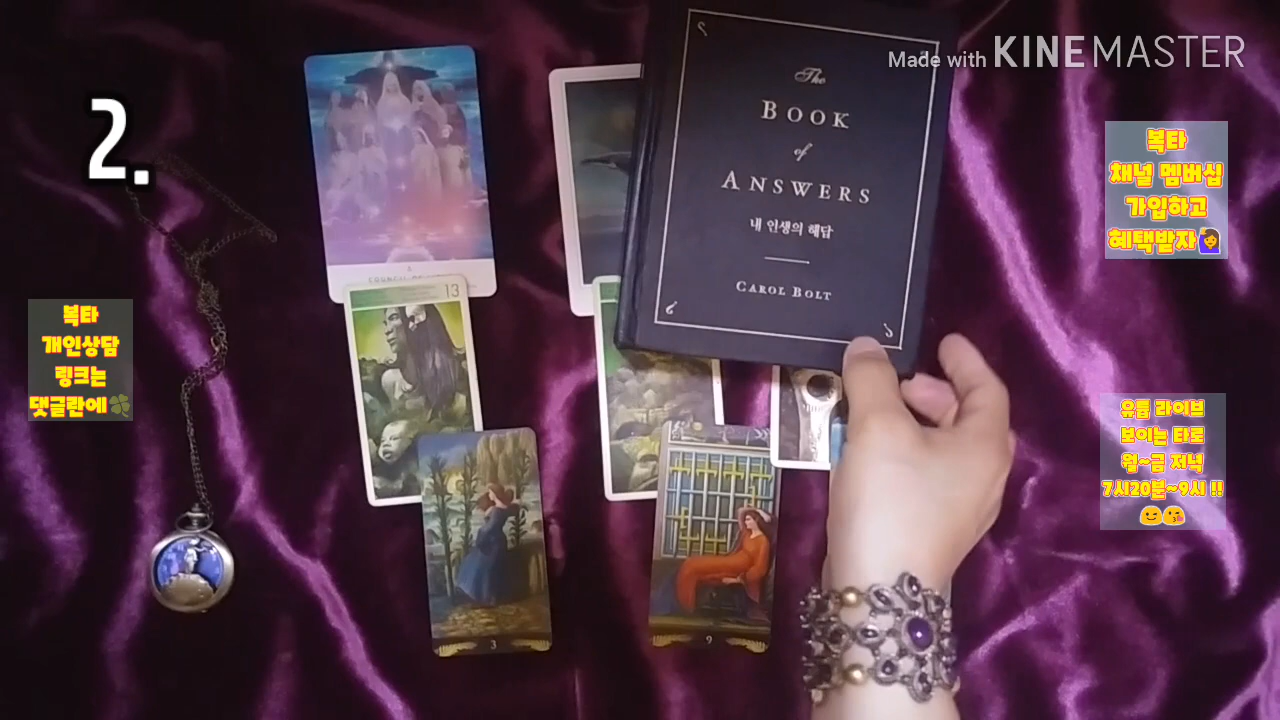 Made with KINEMASTER
2.
The
BOOK
of
ANSWERS
내 인생의 해답
CAROL BOLT
복타
채널 멤버십
가입하고
혜택받자🙋‍♀️
복타
개인상담
링크는
댓글란에🍀
유튭 라이브
보이는 타로
월~금 저녁
7시20분~9시 !!
😉😘
5
13
3
9